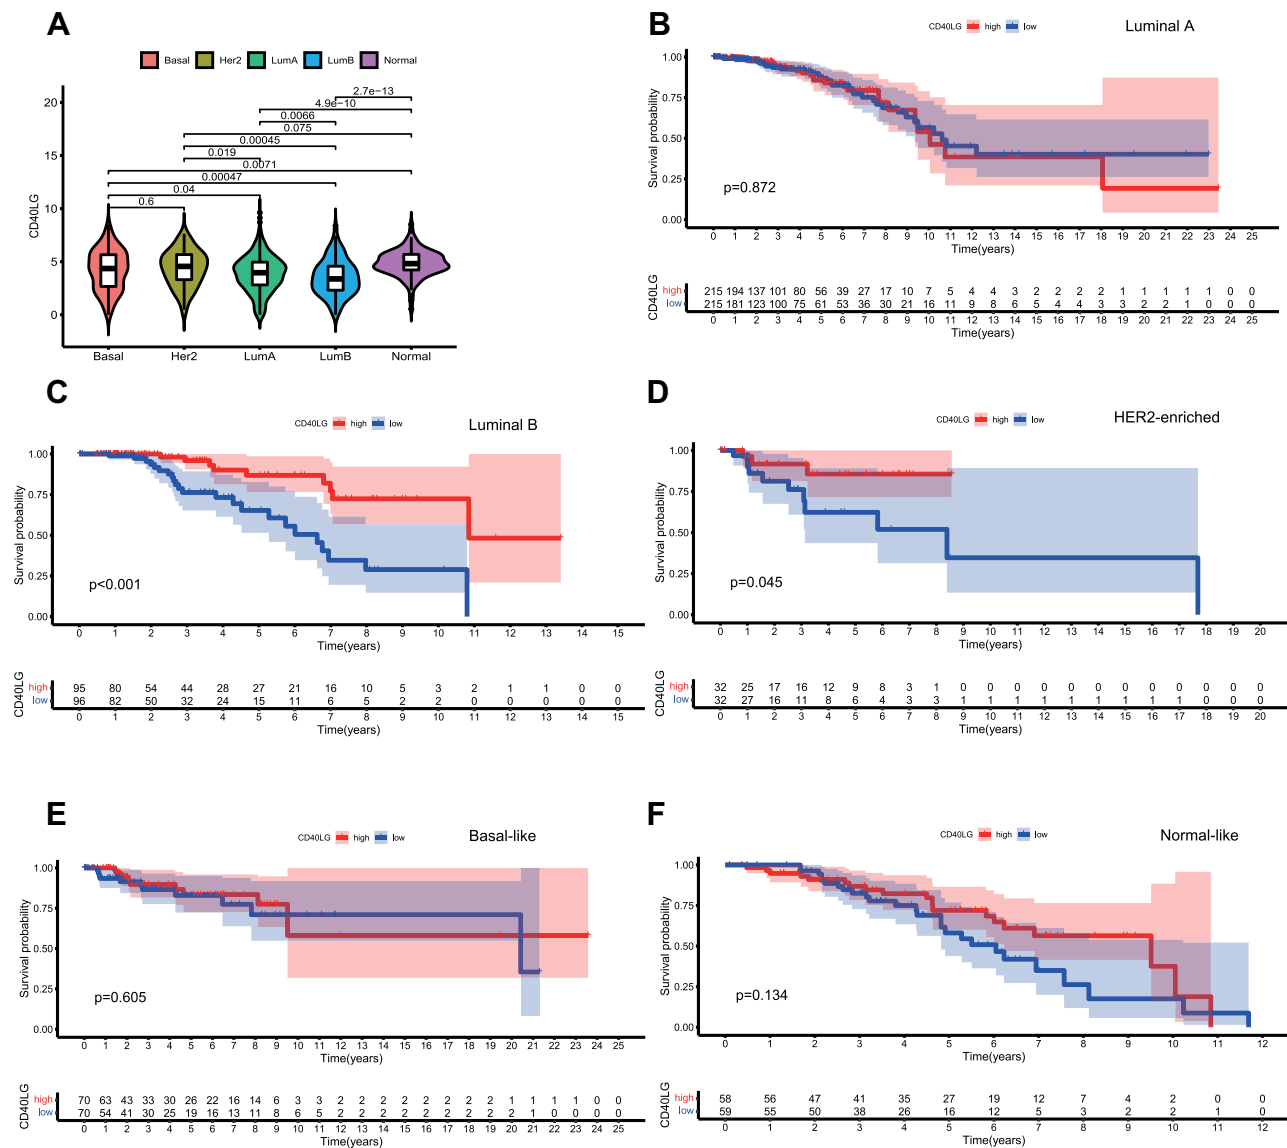 A
Basal Her2 LumA LumB Normal
CD40LG
20
15
10
5
0
2.7e−13
4.9e−10
0.0066
0.075
0.00045
0.019
0.0071
0.00047
0.04
0.6
Basal Her2 LumA LumB Normal
B
CD40LG high low
Luminal A
Survival probability
1.00
0.75
0.50
0.25
0.00
p=0.872
0 1 2 3 4 5 6 7 8 9 10 11 12 13 14 15 16 17 18 19 20 21 22 23 24 25
Time(years)
CD40LG
high 215 194 137 101 80 56 39 27 17 10 7 5 4 4 3 2 2 2 2 1 1 1 1 1 0 0
low 215 181 123 100 75 61 53 36 30 21 16 11 9 8 6 5 4 4 3 3 2 2 1 0 0 0
0 1 2 3 4 5 6 7 8 9 10 11 12 13 14 15 16 17 18 19 20 21 22 23 24 25
Time(years)
C
CD40LG high low
Luminal B
Survival probability
1.00
0.75
0.50
0.25
0.00
p<0.001
0 1 2 3 4 5 6 7 8 9 10 11 12 13 14 15
Time(years)
CD40LG
high 95 80 54 44 28 27 21 16 10 5 3 2 1 1 0 0
low 96 82 50 32 24 15 11 6 5 2 2 0 0 0 0 0
0 1 2 3 4 5 6 7 8 9 10 11 12 13 14 15
Time(years)
D
CD40LG high low
HER2-enriched
Survival probability
1.00
0.75
0.50
0.25
0.00
p=0.045
0 1 2 3 4 5 6 7 8 9 10 11 12 13 14 15 16 17 18 19 20
Time(years)
CD40LG
high 32 25 17 16 12 9 8 3 1 0 0 0 0 0 0 0 0 0 0 0 0
low 32 27 16 11 8 6 4 3 3 1 1 1 1 1 1 1 1 1 0 0 0
0 1 2 3 4 5 6 7 8 9 10 11 12 13 14 15 16 17 18 19 20
Time(years)
E
CD40LG high low
Basal-like
Survival probability
1.00
0.75
0.50
0.25
0.00
p=0.605
0 1 2 3 4 5 6 7 8 9 10 11 12 13 14 15 16 17 18 19 20 21 22 23 24 25
Time(years)
CD40LG
high 70 63 43 33 30 26 22 16 14 6 3 3 2 2 2 2 2 2 2 2 1 1 1 1 0 0
low 70 54 41 30 25 19 16 13 11 8 6 5 2 2 2 2 2 2 2 2 2 1 0 0 0 0
0 1 2 3 4 5 6 7 8 9 10 11 12 13 14 15 16 17 18 19 20 21 22 23 24 25
Time(years)
F
CD40LG high low
Normal-like
Survival probability
1.00
0.75
0.50
0.25
0.00
p=0.134
0 1 2 3 4 5 6 7 8 9 10 11 12
Time(years)
CD40LG
high 58 56 47 41 35 27 19 12 7 4 2 0 0
low 59 55 50 38 26 16 12 5 3 2 2 1 0
0 1 2 3 4 5 6 7 8 9 10 11 12
Time(years)